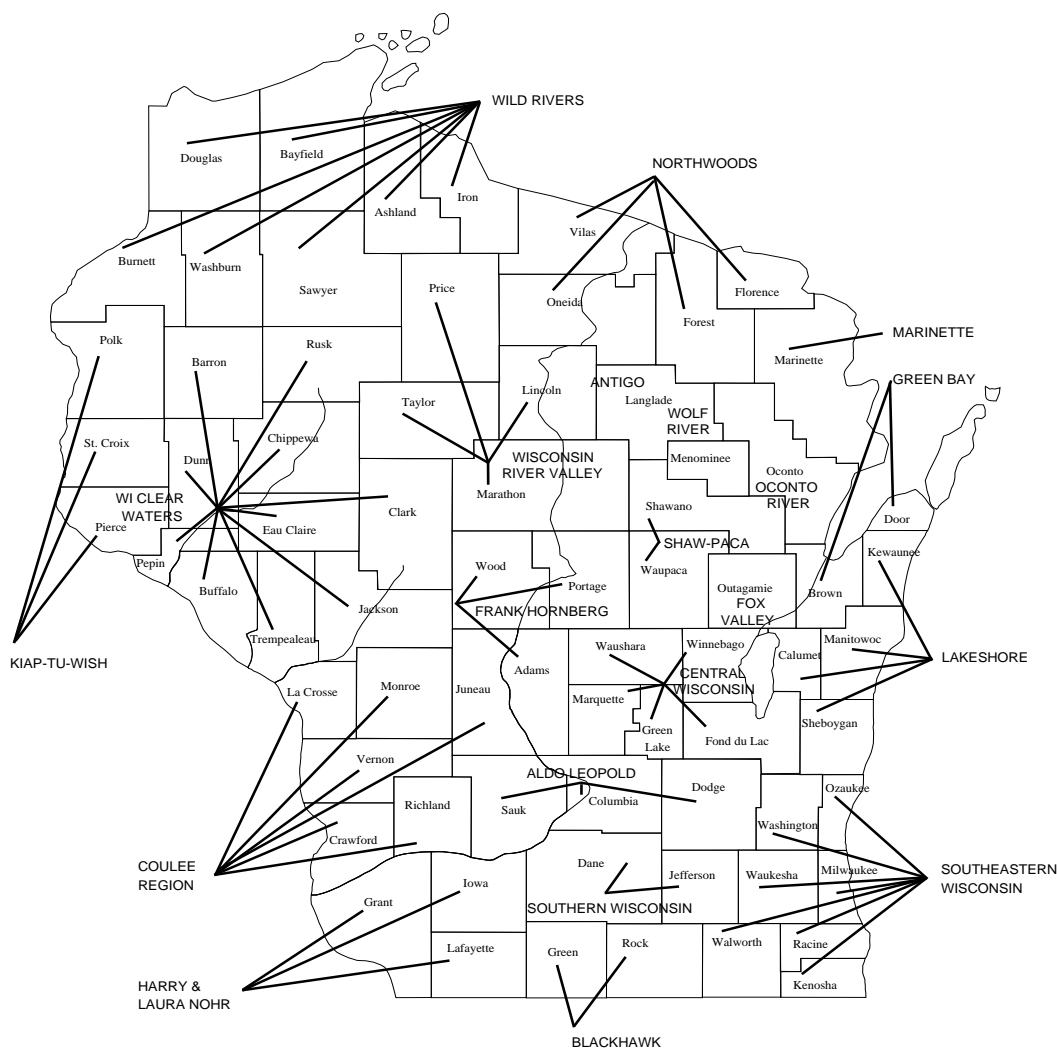 WILD RIVERS
Douglas
Bayfield
NORTHWOODS
Iron
Ashland
Vilas
Burnett
Washburn
Sawyer
Price
Oneida
Florence
Forest
MARINETTE
Polk
Rusk
Barron
Marinette
GREEN BAY
ANTIGO
Lincoln
Taylor
Langlade
WOLF
RIVER
St. Croix
Chippewa
WISCONSIN
RIVER VALLEY
Dunn
Menominee
Oconto
OCONTO
RIVER
Marathon
WI CLEAR
WATERS
Clark
Shawano
Door
Pierce
Eau Claire
SHAW-PACA
Kewaunee
Pepin
Waupaca
Wood
Portage
Buffalo
Outagamie
Brown
FOX
VALLEY
Jackson
FRANK HORNBERG
Trempealeau
Manitowoc
Waushara
Winnebago
Calumet
LAKESHORE
KIAP-TU-WISH
Adams
CENTRAL
WISCONSIN
La Crosse
Monroe
Juneau
Marquette
Sheboygan
Green
Lake
Fond du Lac
Vernon
ALDO LEOPOLD
Dodge
Ozaukee
Richland
Sauk
Columbia
Washington
Crawford
COULEE
REGION
Dane
Jefferson
Waukesha
Milwaukee
SOUTHEASTERN
WISCONSIN
Iowa
Grant
SOUTHERN WISCONSIN
Lafayette
Green
Rock
Walworth
Racine
HARRY &
LAURA NOHR
Kenosha
BLACKHAWK